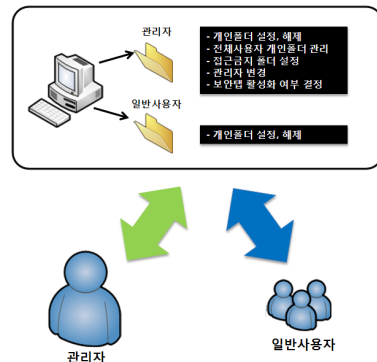 관리자
- 개인폴더 설정, 해제
- 전체사용자 개인폴더 관리
- 접근금지 폴더 설정
- 관리자 변경
- 보안탭 활성화 여부 결정
일반사용자
- 개인폴더 설정, 해제
관리자
일반사용자